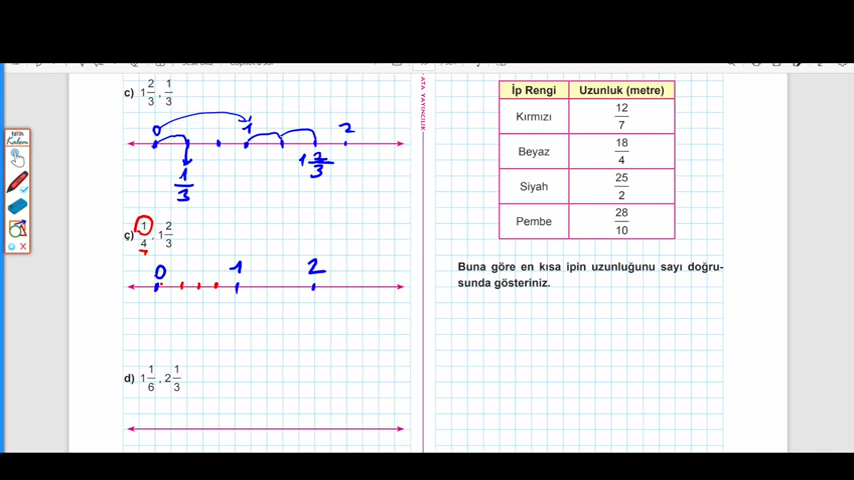 c) 1 2/3 , 1/3
0 1 2
1/3 1 2/3
ç) 1/4 , 1 2/3
0 1 2
d) 1 1/6 , 2 1/3
ATA YAYINCILIK
İp Rengi Uzunluk (metre)
Kırmızı 12/7
Beyaz 18/4
Siyah 25/2
Pembe 28/10
Buna göre en kısa ipin uzunluğunu sayı doğru-
sunda gösteriniz.
fatih
Kalem